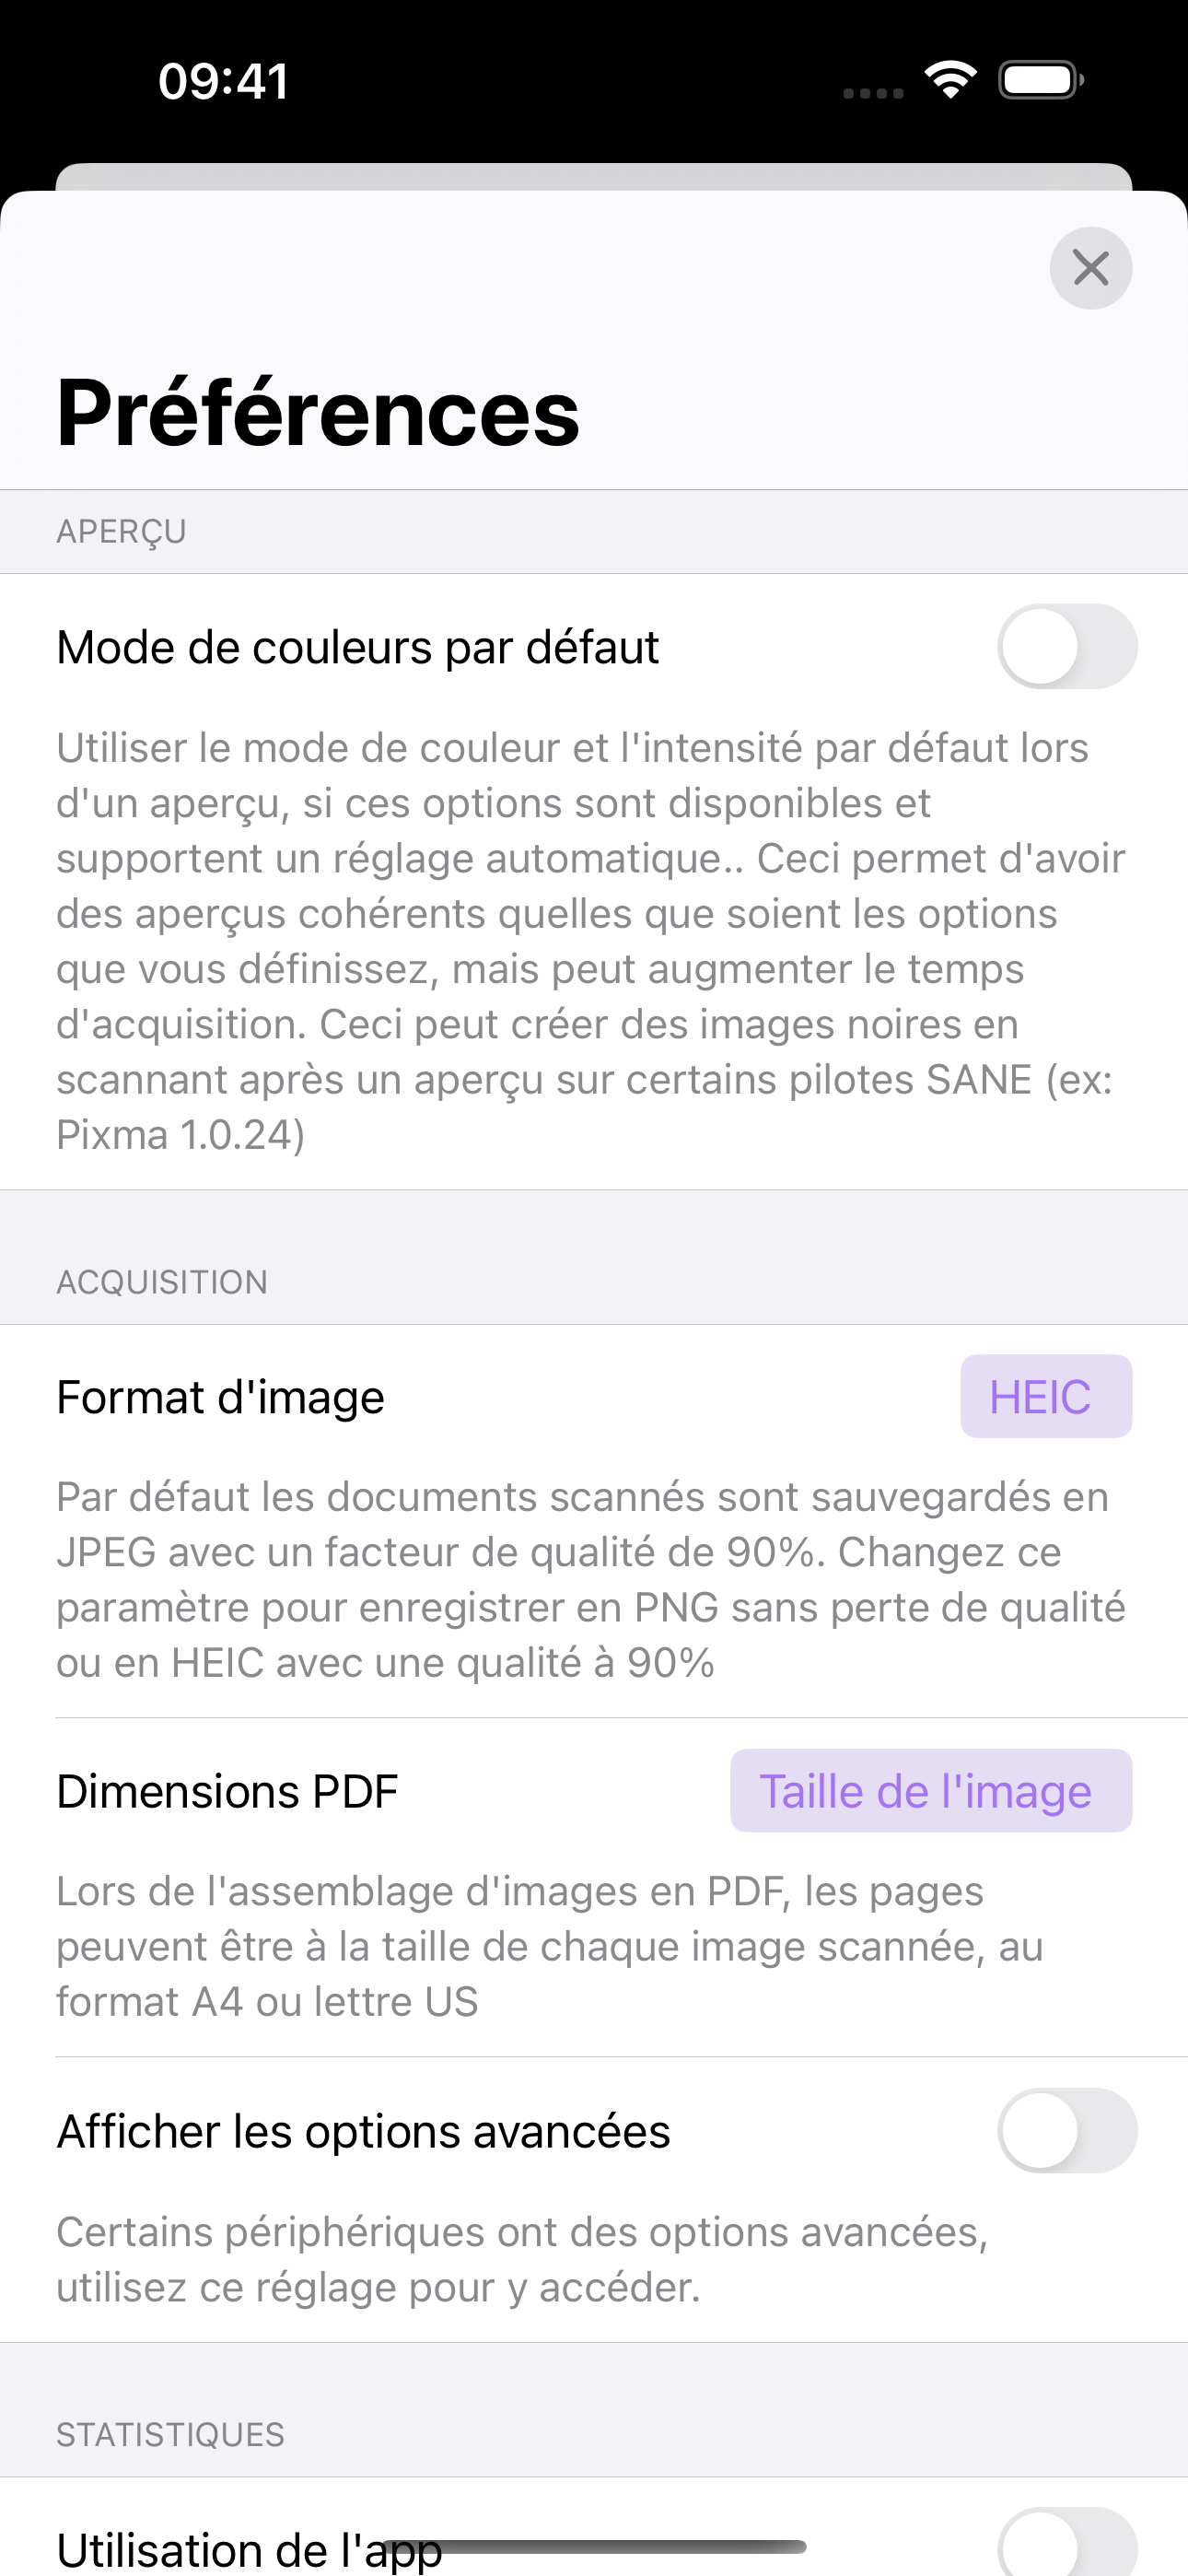 09:41
Préférences
APERÇU
Mode de couleurs par défaut
Utiliser le mode de couleur et l'intensité par défaut lors
d'un aperçu, si ces options sont disponibles et
supportent un réglage automatique.. Ceci permet d'avoir
des aperçus cohérents quelles que soient les options
que vous définissez, mais peut augmenter le temps
d'acquisition. Ceci peut créer des images noires en
scannant après un aperçu sur certains pilotes SANE (ex:
Pixma 1.0.24)
ACQUISITION
Format d'image
HEIC
Par défaut les documents scannés sont sauvegardés en
JPEG avec un facteur de qualité de 90%. Changez ce
paramètre pour enregistrer en PNG sans perte de qualité
ou en HEIC avec une qualité à 90%
Dimensions PDF
Taille de l'image
Lors de l'assemblage d'images en PDF, les pages
peuvent être à la taille de chaque image scannée, au
format A4 ou lettre US
Afficher les options avancées
Certains périphériques ont des options avancées,
utilisez ce réglage pour y accéder.
STATISTIQUES
Utilisation de l'app